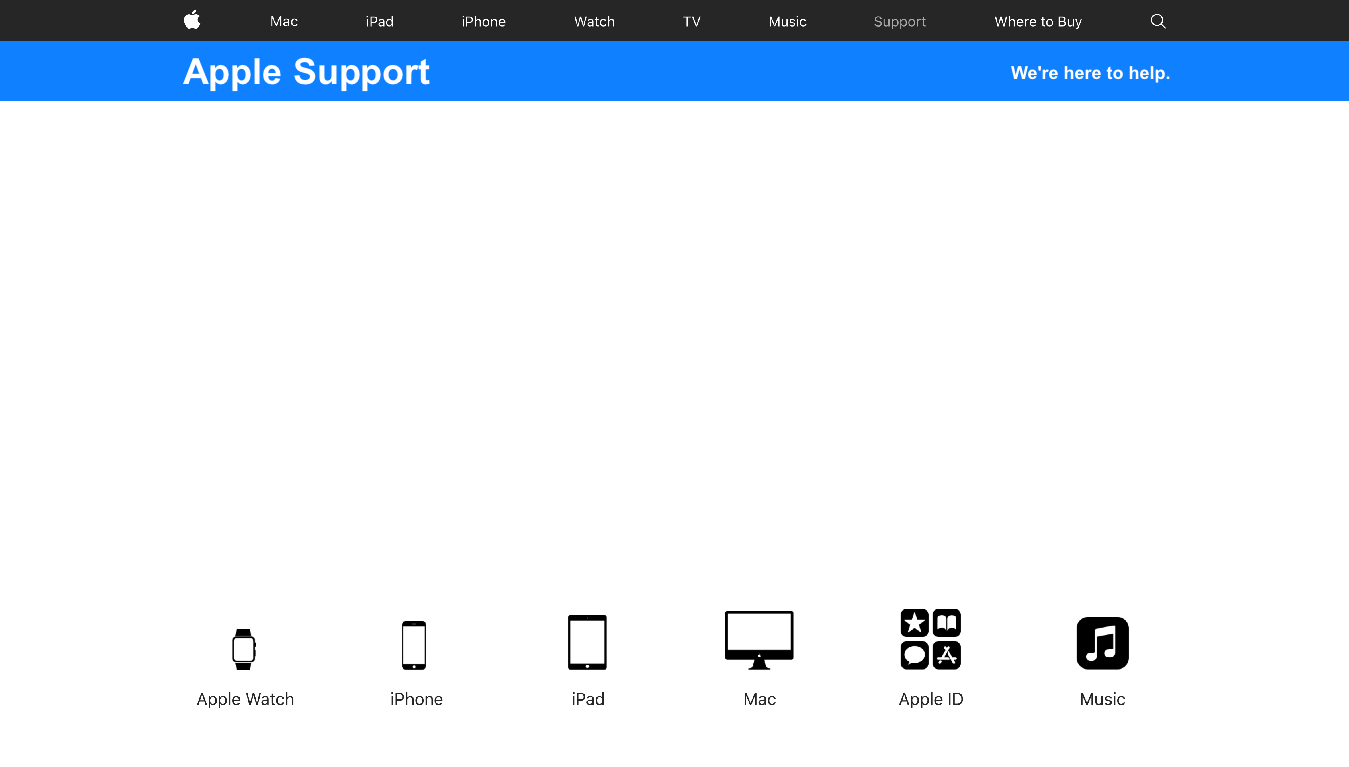 Mac iPad iPhone Watch TV Music Support Where to Buy
Apple Support We're here to help.
Apple Watch iPhone iPad Mac Apple ID Music